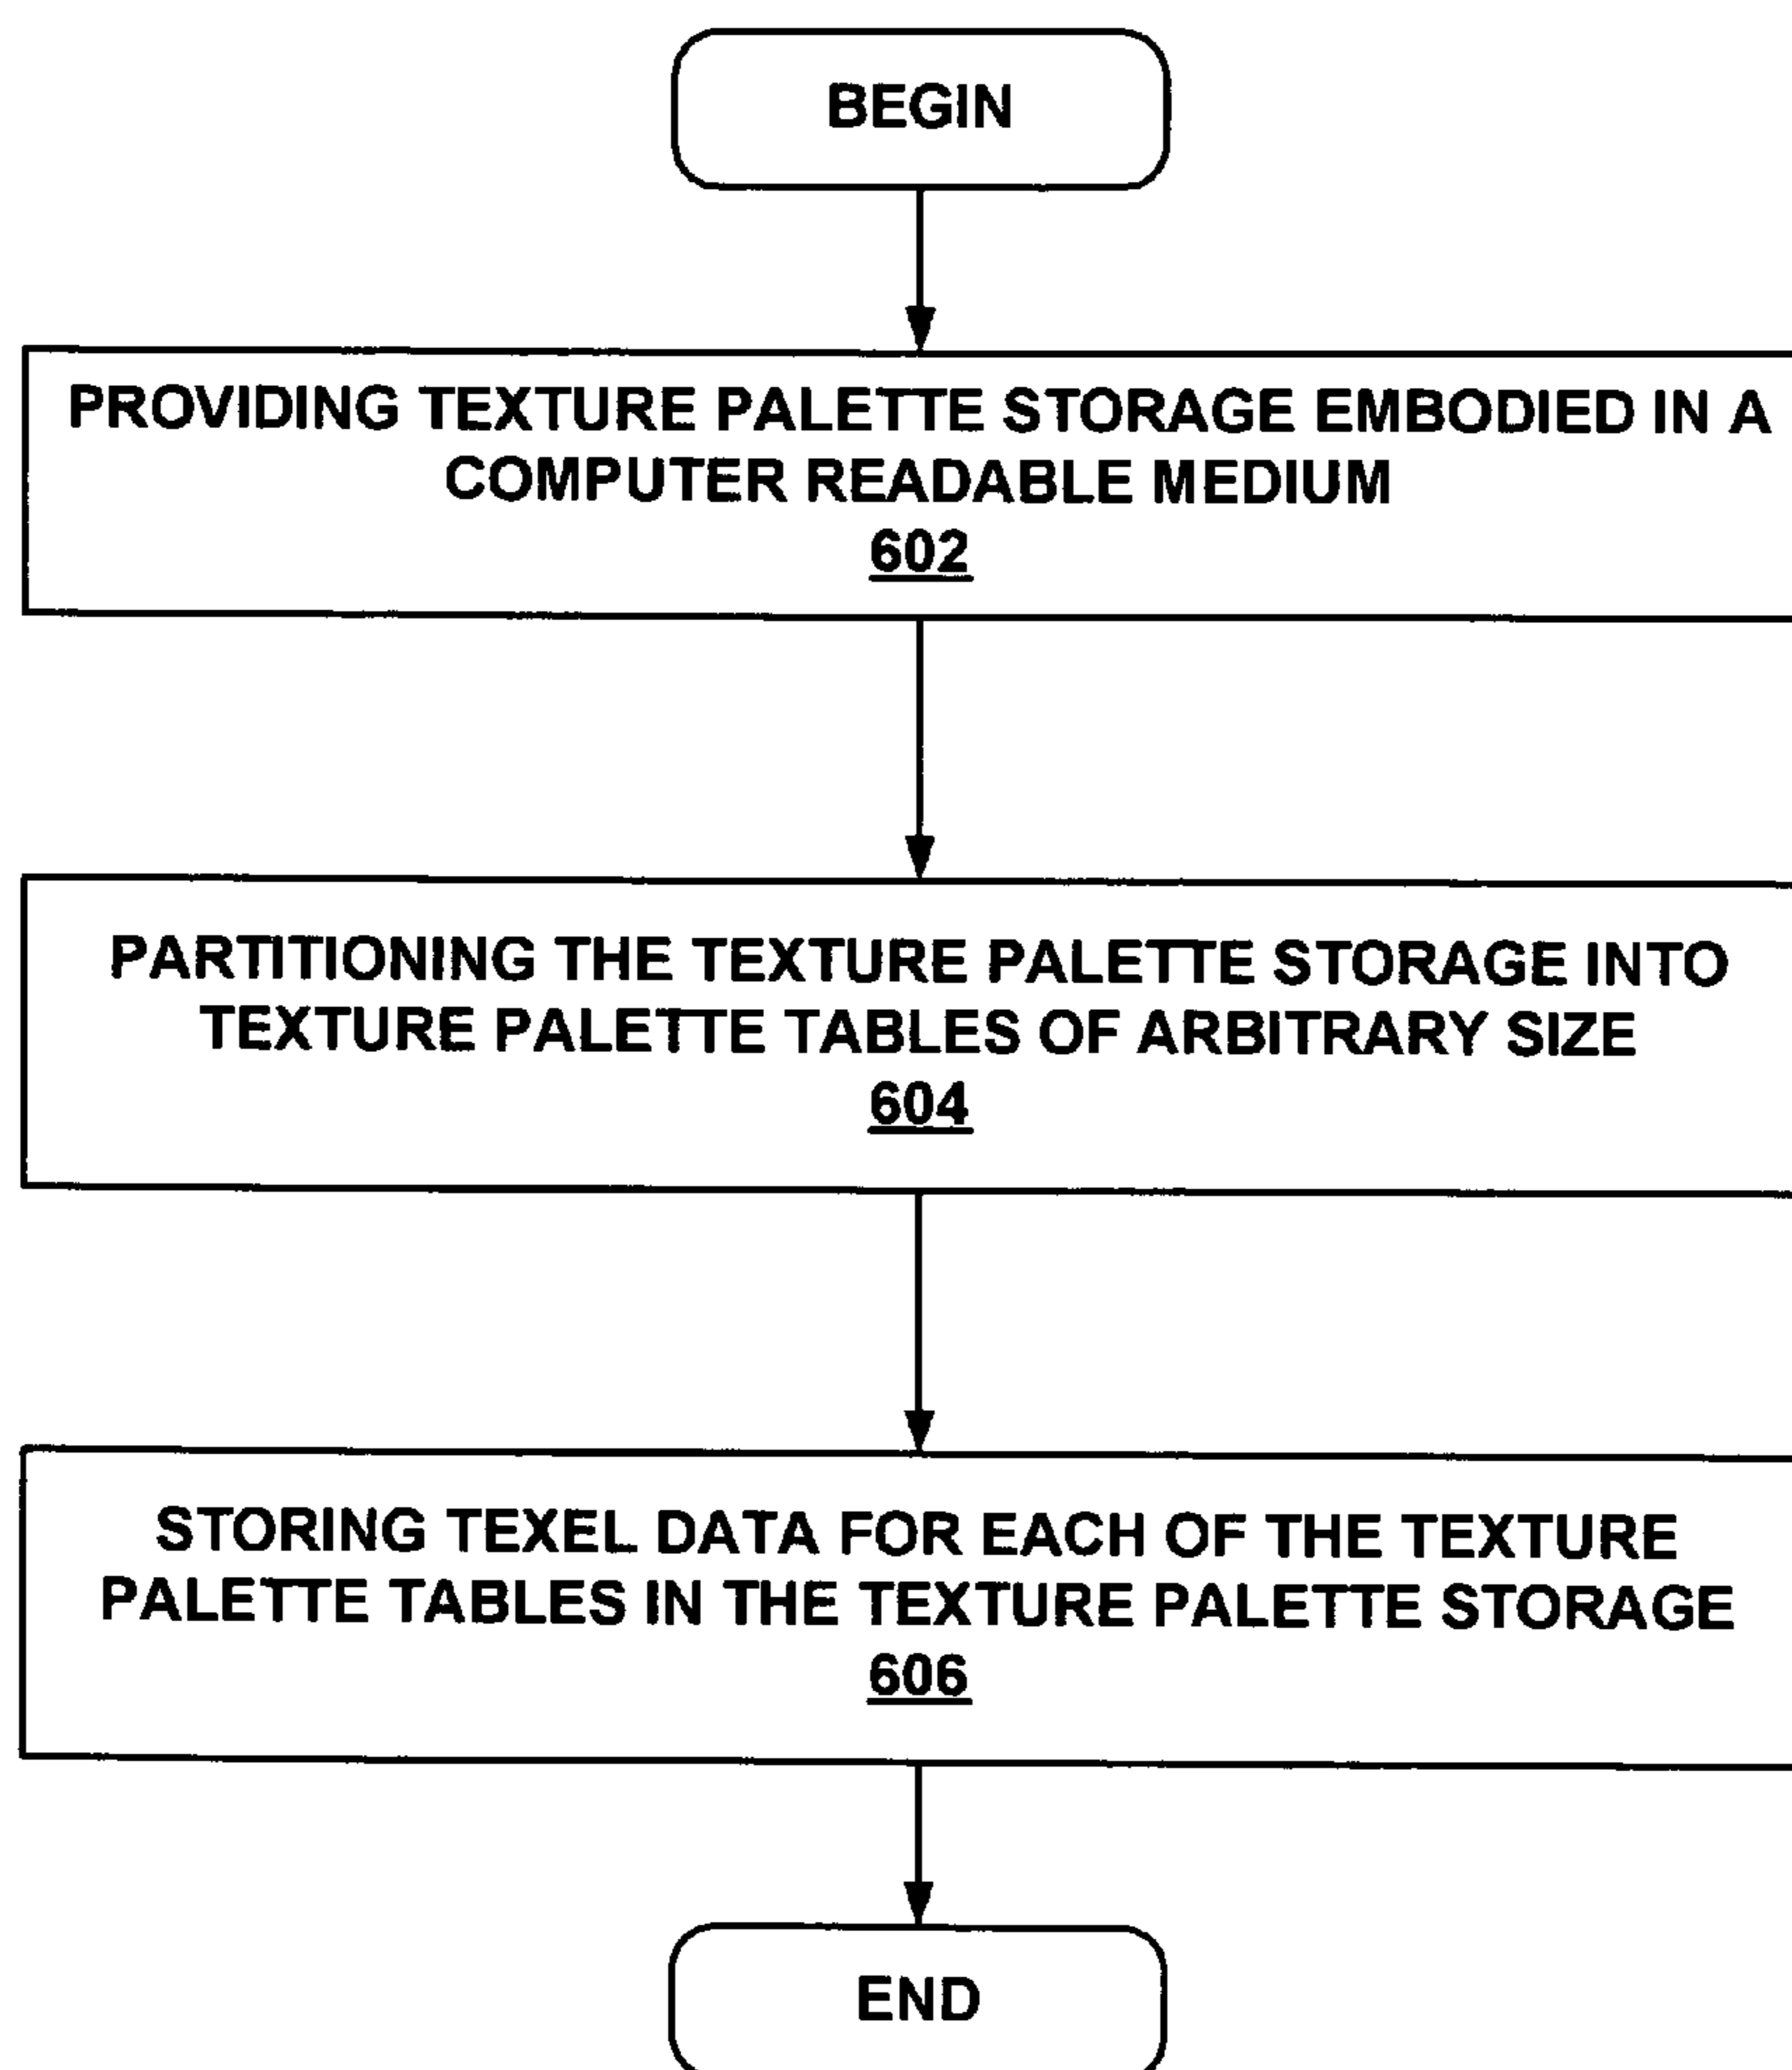 BEGIN
PROVIDING TEXTURE PALETTE STORAGE EMBODIED IN A
COMPUTER READABLE MEDIUM
602
PARTITIONING THE TEXTURE PALETTE STORAGE INTO
TEXTURE PALETTE TABLES OF ARBITRARY SIZE
604
STORING TEXEL DATA FOR EACH OF THE TEXTURE
PALETTE TABLES IN THE TEXTURE PALETTE STORAGE
606
END